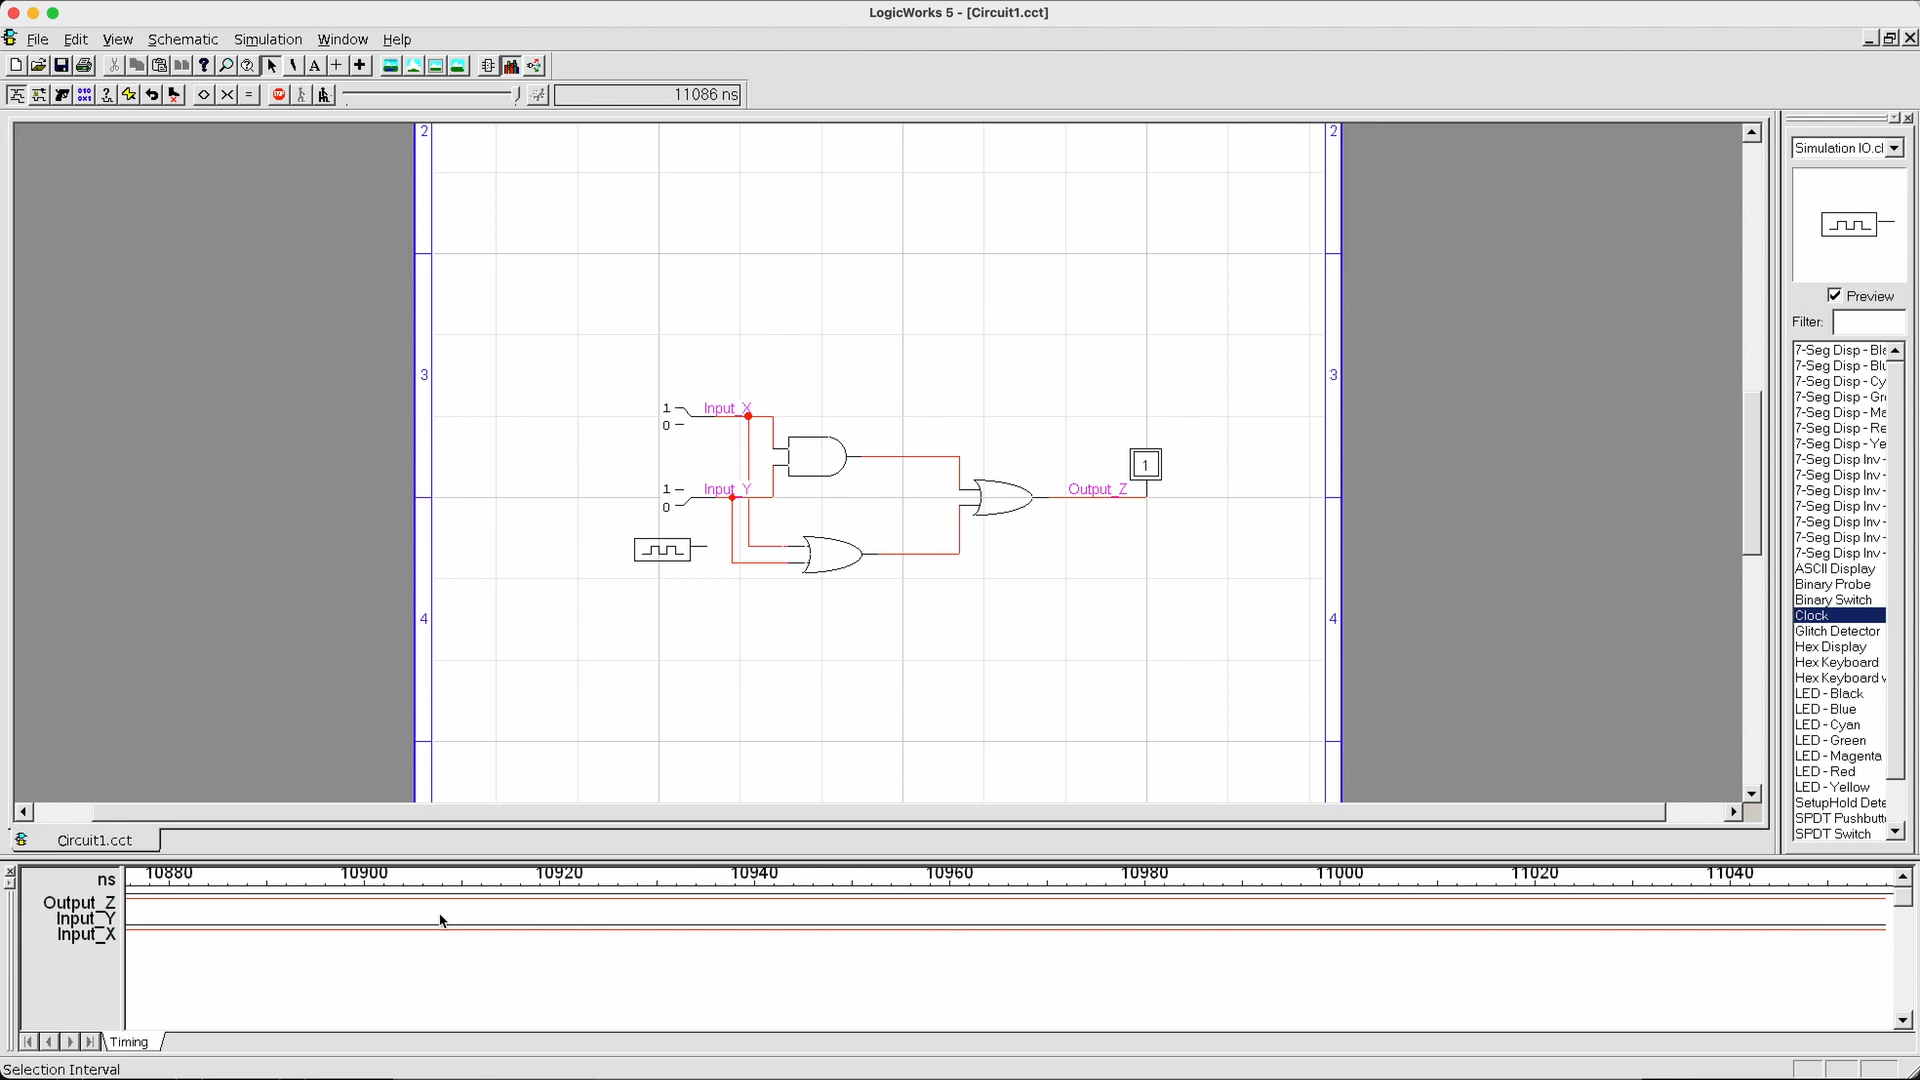 LogicWorks 5 - [Circuit1.cct]
File Edit View Schematic Simulation Window Help
11086 ns
2 2
Simulation IO.cl
Preview
Filter:
7-Seg Disp - Bla
7-Seg Disp - Blu
7-Seg Disp - Cy
7-Seg Disp - Gr
7-Seg Disp - Ma
7-Seg Disp - Re
7-Seg Disp - Ye
7-Seg Disp Inv -
7-Seg Disp Inv -
7-Seg Disp Inv -
7-Seg Disp Inv -
7-Seg Disp Inv -
7-Seg Disp Inv -
7-Seg Disp Inv -
ASCII Display
Binary Probe
Binary Switch
Clock
Glitch Detector
Hex Display
Hex Keyboard
Hex Keyboard w
LED - Black
LED - Blue
LED - Cyan
LED - Green
LED - Magenta
LED - Red
LED - Yellow
SetupHold Dete
SPDT Pushbutt
SPDT Switch
3 3
1 Input_X
0
1
1 Input_Y Output_Z
0
4 4
Circuit1.cct
ns 10880 10900 10920 10940 10960 10980 11000 11020 11040
Output_Z
Input_Y
Input_X
Timing
Selection Interval